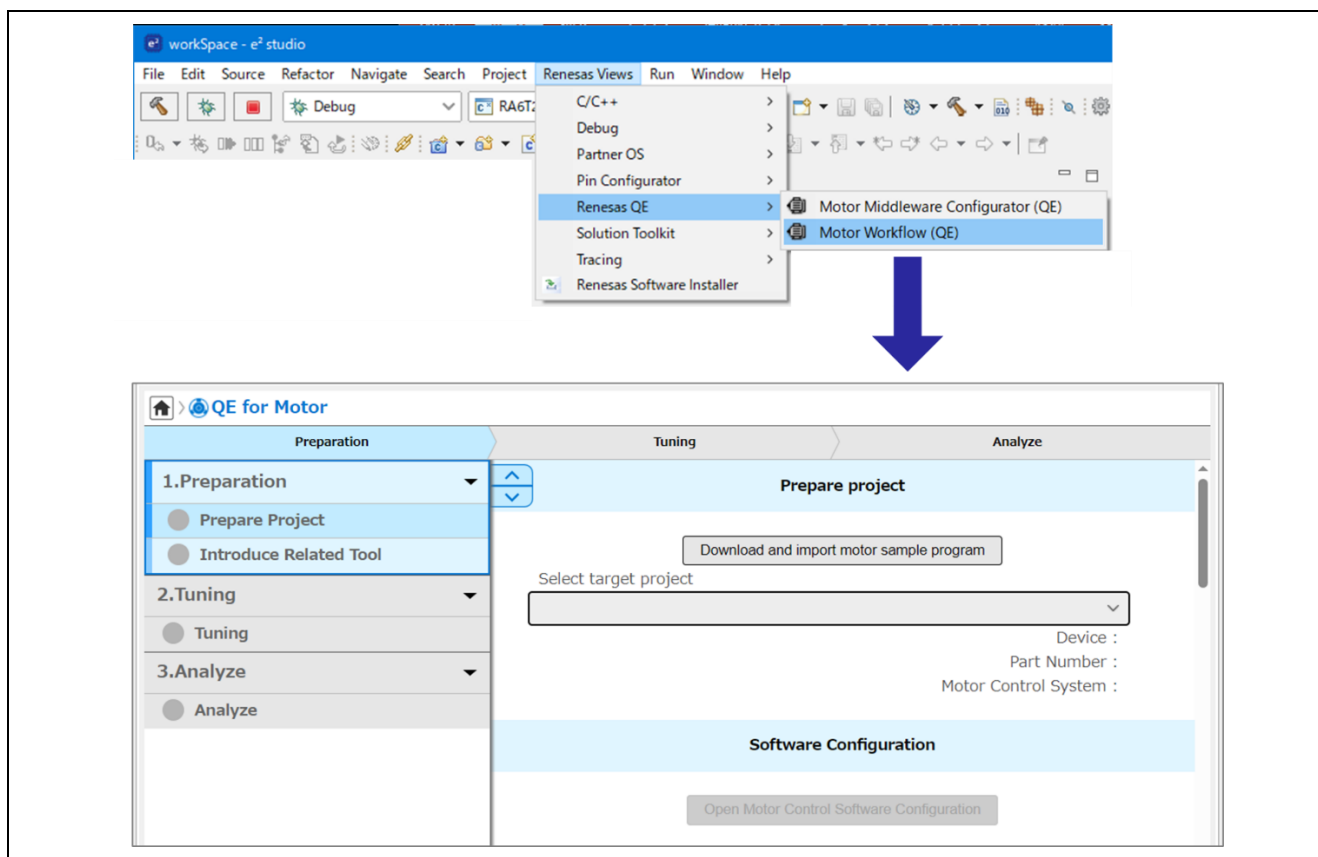 workSpace - e² studio
File Edit Source Refactor Navigate Search Project Renesas Views Run Window Help
Debug
RA6T2
C/C++
Debug
Partner OS
Pin Configurator
Renesas QE
Motor Middleware Configurator (QE)
Solution Toolkit
Motor Workflow (QE)
Tracing
Renesas Software Installer
QE for Motor
Preparation Tuning Analyze
1.Preparation
Prepare project
Prepare Project
Introduce Related Tool
Download and import motor sample program
Select target project
2.Tuning
Tuning
Device :
Part Number :
3.Analyze
Motor Control System :
Analyze
Software Configuration
Open Motor Control Software Configuration